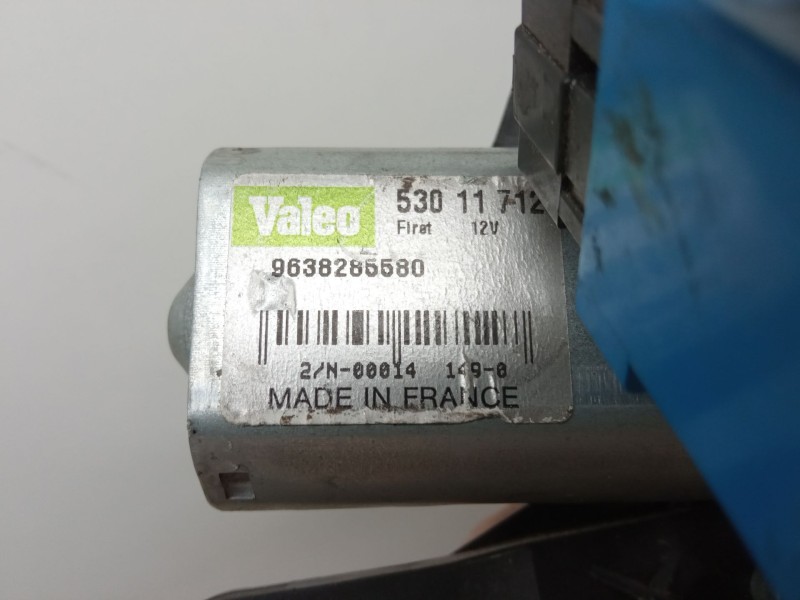 Valeo 530 11 712
First 12V
9638285580
2/N-00014 149-0
MADE IN FRANCE